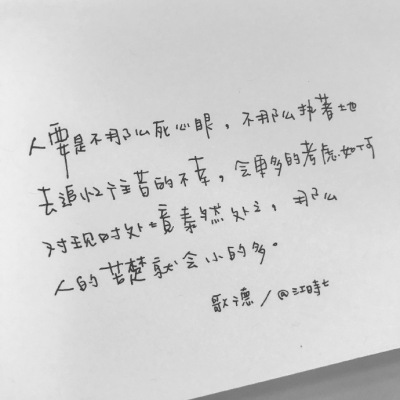 人要是不那么死心眼，不那么执著地
去追忆往昔的不幸，会更多的考虑如何
对现时处境泰然处之，那么
人的苦楚就会小的多。
歌德/@江時七